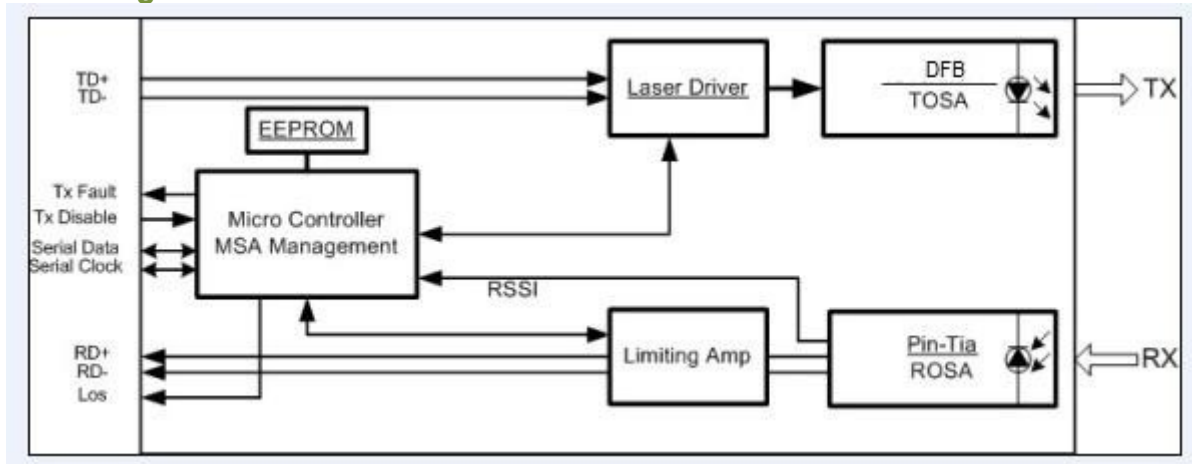 TD+
TD-
Laser Driver
DFB
TOSA
TX
EEPROM
Tx Fault
Tx Disable
Serial Data
Serial Clock
Micro Controller
MSA Management
RSSI
RD+
RD-
Los
Limiting Amp
Pin-Tia
ROSA
RX